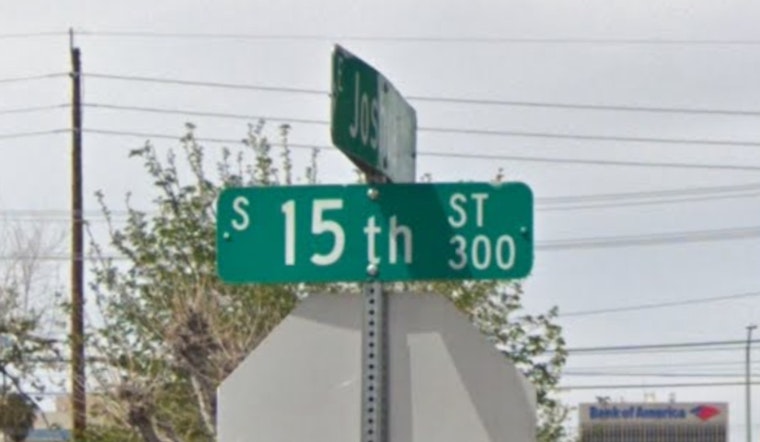 E
S 15th ST
300
Bank of America